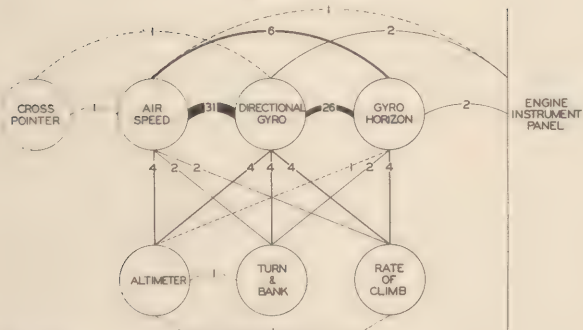 1
6
1
2
CROSS
POINTER
1
AIR
SPEED
31
DIRECTIONAL
GYRO
26
GYRO
HORIZON
2
ENGINE
INSTRUMENT
PANEL
4 2 2 4 4 4 1 2 4
ALTIMETER
1
TURN
&
BANK
RATE
OF
CLIMB